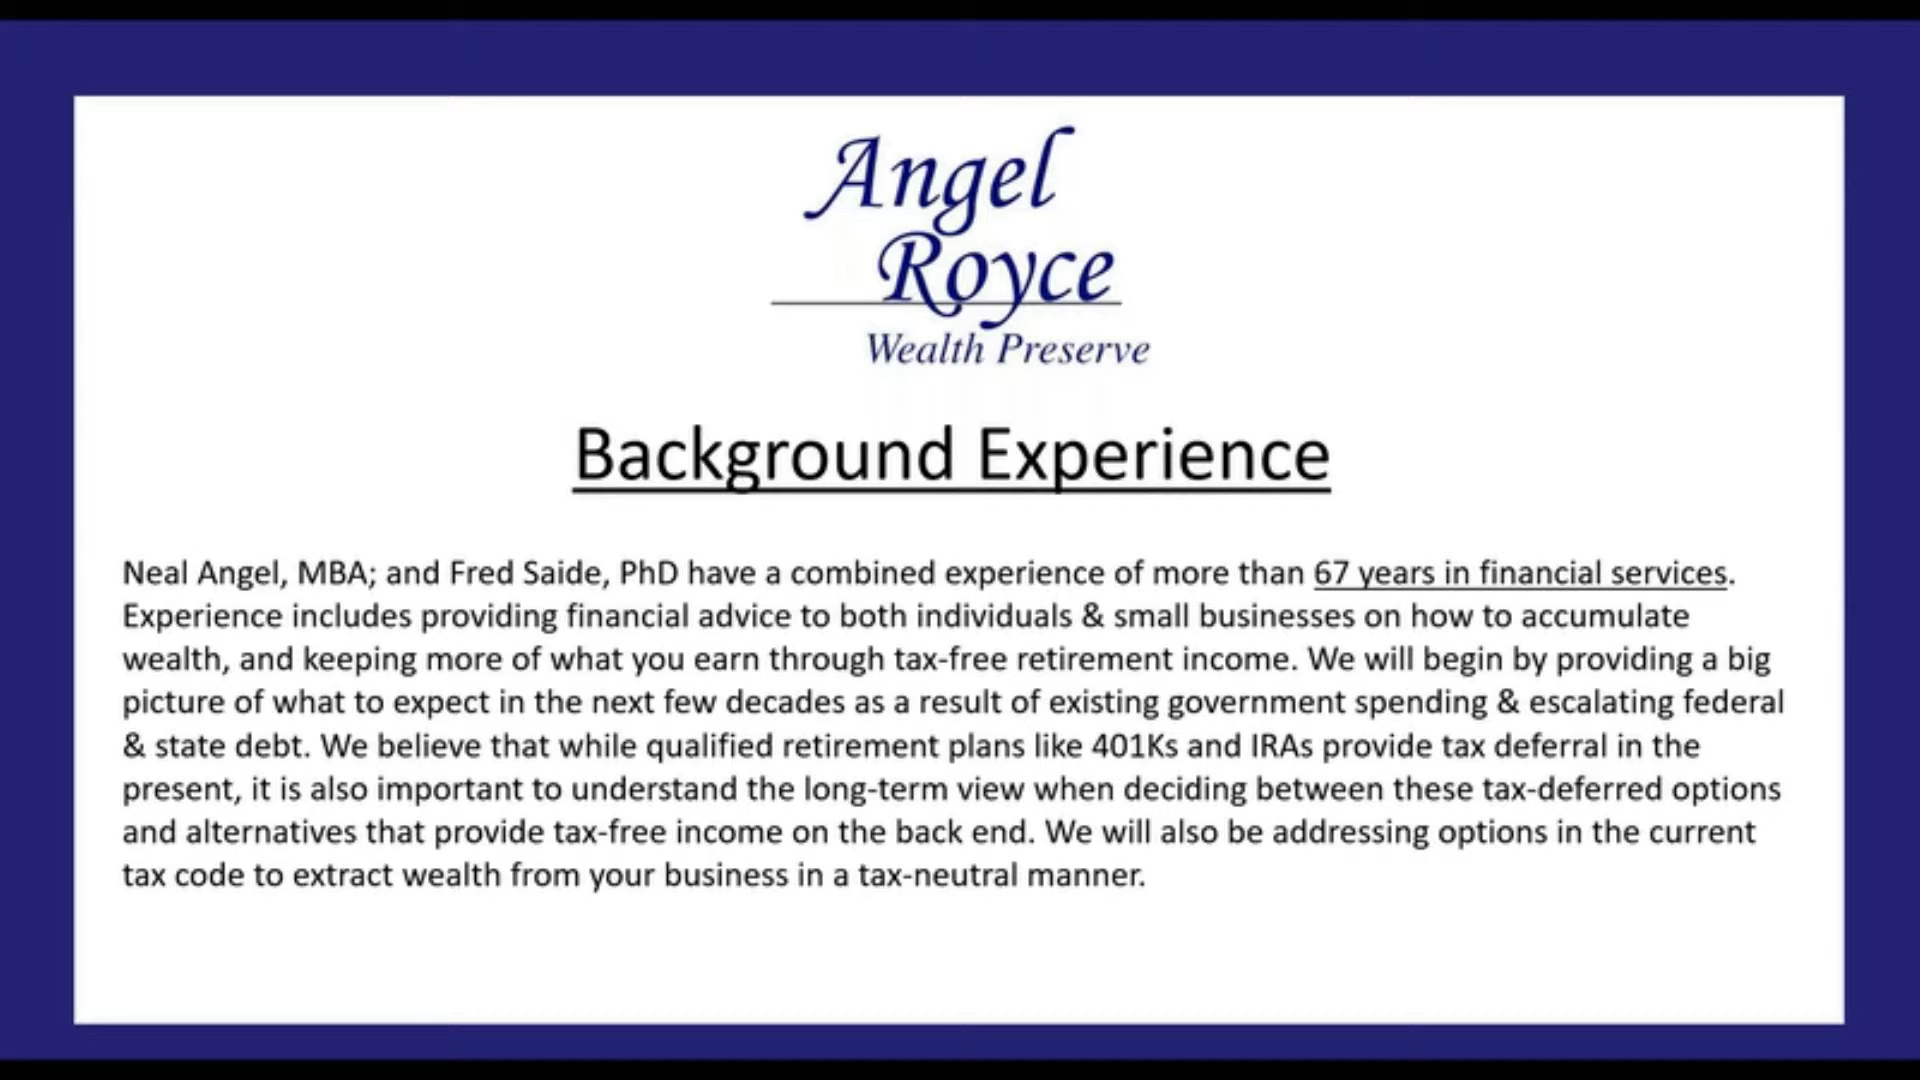 Angel
Royce
Wealth Preserve
Background Experience
Neal Angel, MBA; and Fred Saide, PhD have a combined experience of more than 67 years in financial services.
Experience includes providing financial advice to both individuals & small businesses on how to accumulate
wealth, and keeping more of what you earn through tax-free retirement income. We will begin by providing a big
picture of what to expect in the next few decades as a result of existing government spending & escalating federal
& state debt. We believe that while qualified retirement plans like 401Ks and IRAs provide tax deferral in the
present, it is also important to understand the long-term view when deciding between these tax-deferred options
and alternatives that provide tax-free income on the back end. We will also be addressing options in the current
tax code to extract wealth from your business in a tax-neutral manner.